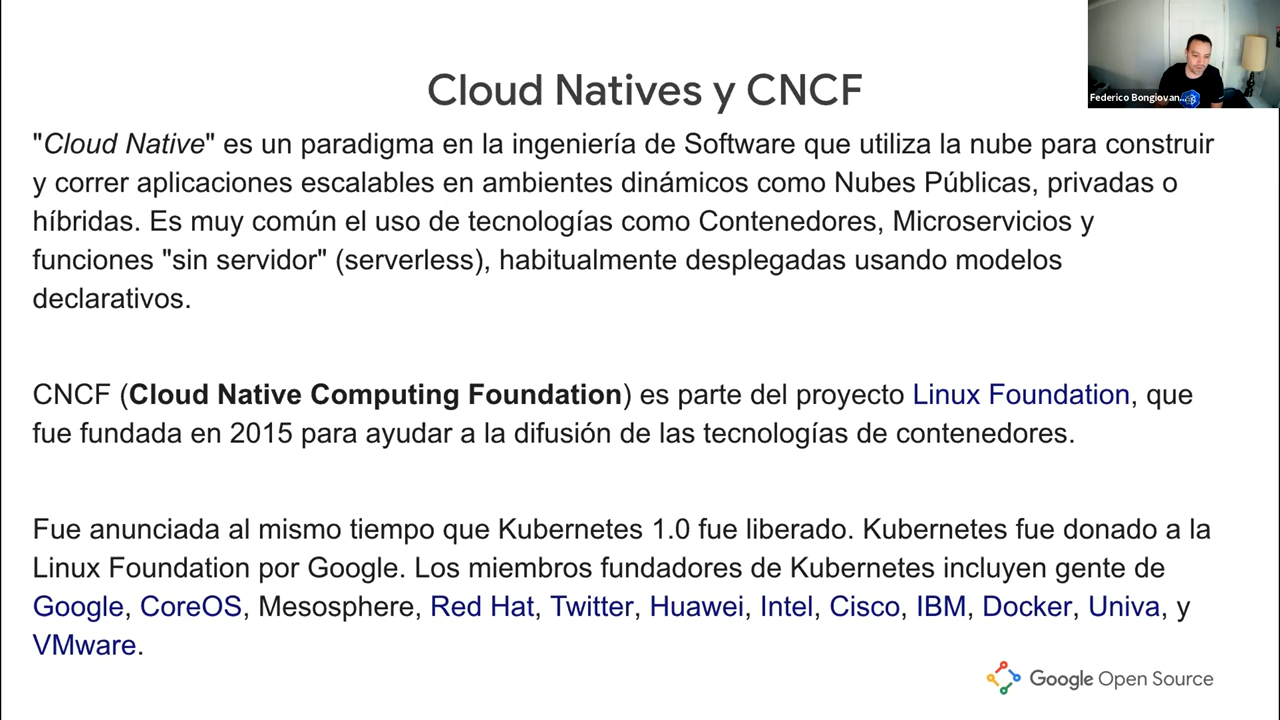 Cloud Natives y CNCF
Federico Bongiovan...
"Cloud Native" es un paradigma en la ingeniería de Software que utiliza la nube para construir
y correr aplicaciones escalables en ambientes dinámicos como Nubes Públicas, privadas o
híbridas. Es muy común el uso de tecnologías como Contenedores, Microservicios y
funciones "sin servidor" (serverless), habitualmente desplegadas usando modelos
declarativos.
CNCF (Cloud Native Computing Foundation) es parte del proyecto Linux Foundation, que
fue fundada en 2015 para ayudar a la difusión de las tecnologías de contenedores.
Fue anunciada al mismo tiempo que Kubernetes 1.0 fue liberado. Kubernetes fue donado a la
Linux Foundation por Google. Los miembros fundadores de Kubernetes incluyen gente de
Google, CoreOS, Mesosphere, Red Hat, Twitter, Huawei, Intel, Cisco, IBM, Docker, Univa, y
VMware.
Google Open Source